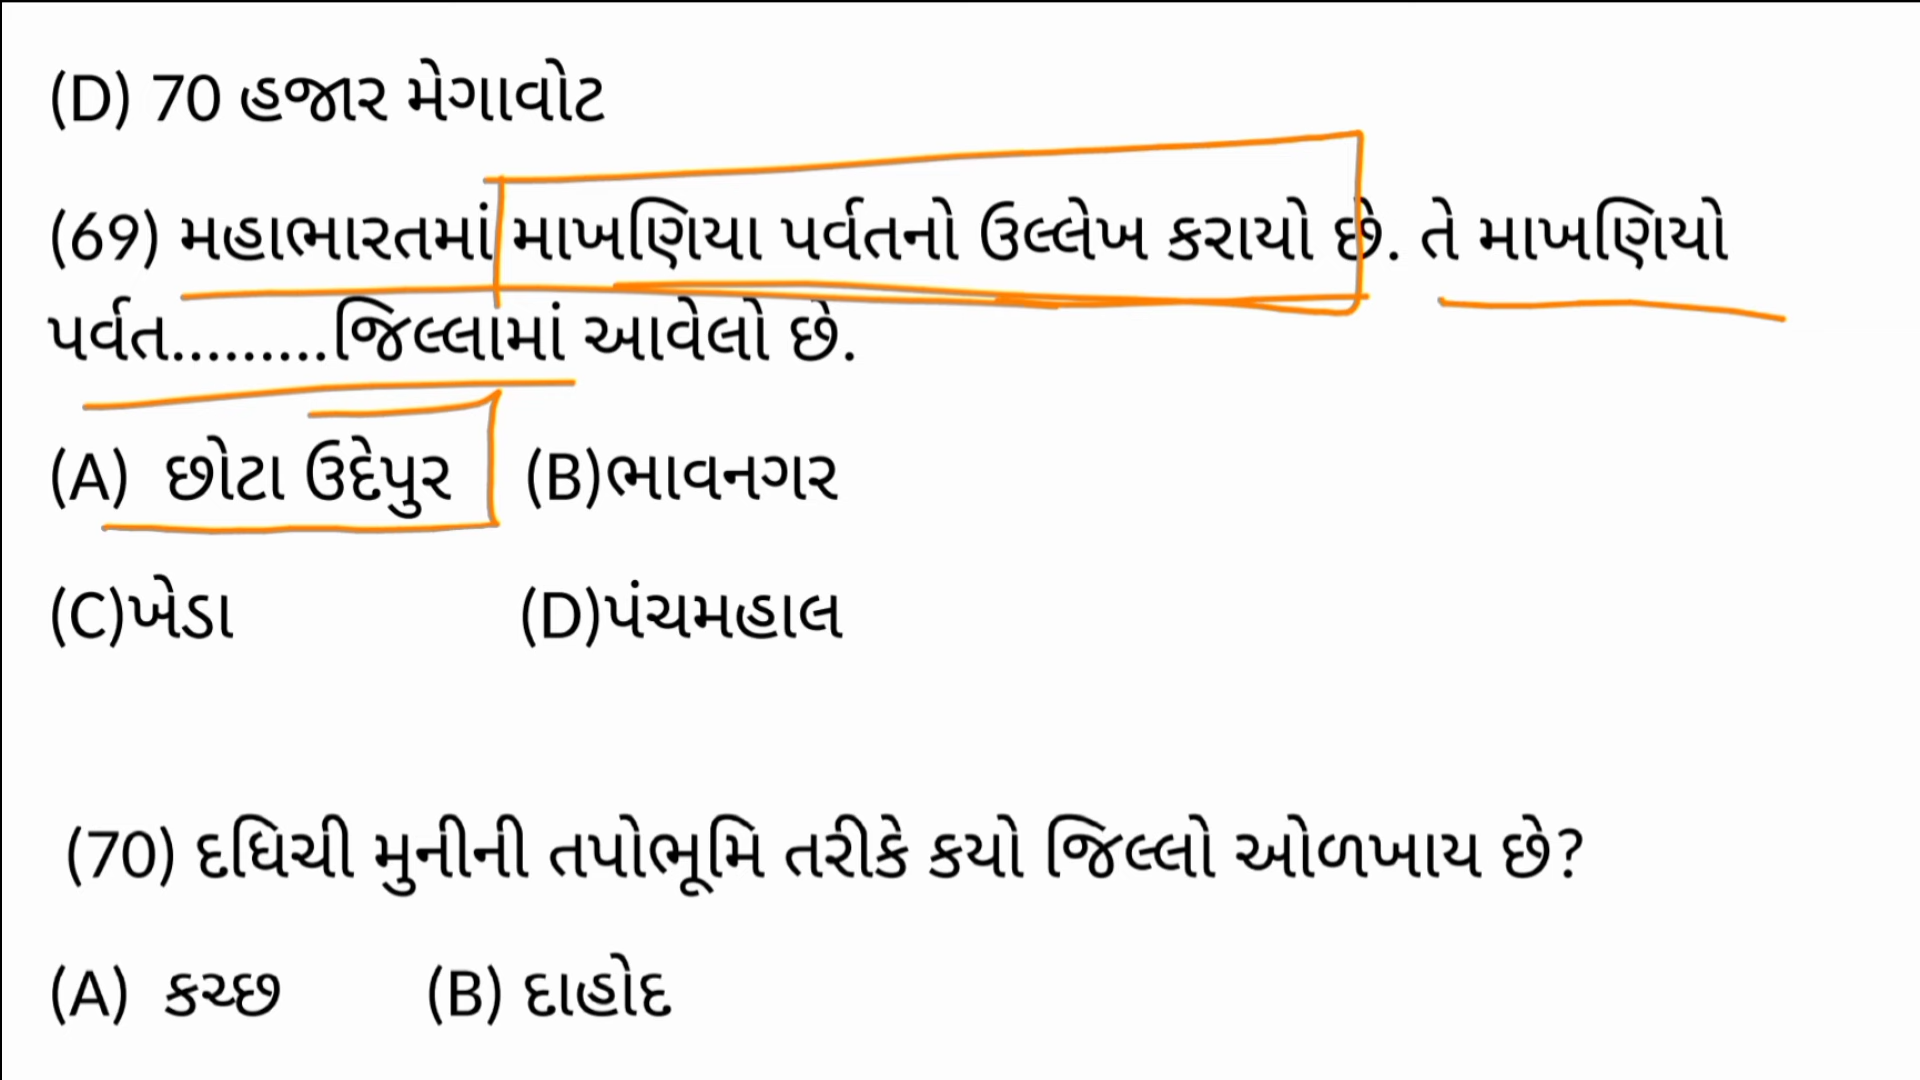 (D) 70 હજાર મેગાવોટ
(69) મહાભારતમાં માખણિયા પર્વતનો ઉલ્લેખ કરાયો છે. તે માખણિયો
પર્વત.........જિલ્લામાં આવેલો છે.
(A) છોટા ઉદેપુર (B)ભાવનગર
(C)ખેડા (D)પંચમહાલ
(70) દધિચી મુનીની તપોભૂમિ તરીકે કયો જિલ્લો ઓળખાય છે?
(A) કચ્છ (B) દાહોદ